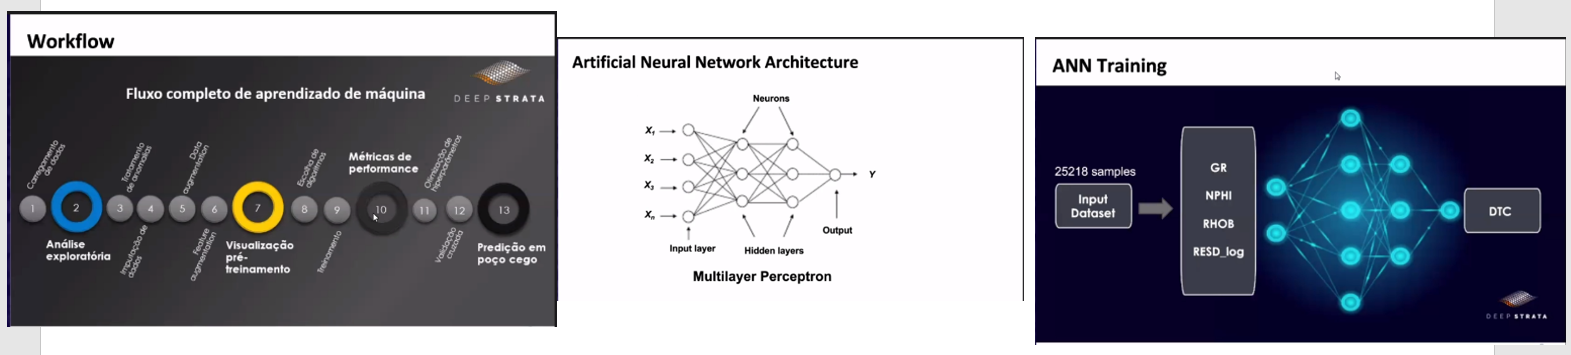 Workflow
Fluxo completo de aprendizado de máquina
DEEP STRATA
Carregamento
de dados
Tratamento
de anomalias
Data
augmentation
Escolha de
algoritmos
Métricas de
performance
Otimização de
hiperparâmetros
1
2
3
4
5
6
7
8
9
10
11
12
13
Análise
exploratória
Imputação de
dados
Feature
augmentation
Visualização
pré-
treinamento
Treinamento
Validação
cruzada
Predição em
poço cego
Artificial Neural Network Architecture
Neurons
X1
X2
X3
Xn
Y
Input layer
Hidden layers
Output
Multilayer Perceptron
ANN Training
25218 samples
Input
Dataset
GR
NPHI
RHOB
RESD_log
DTC
DEEP STRATA